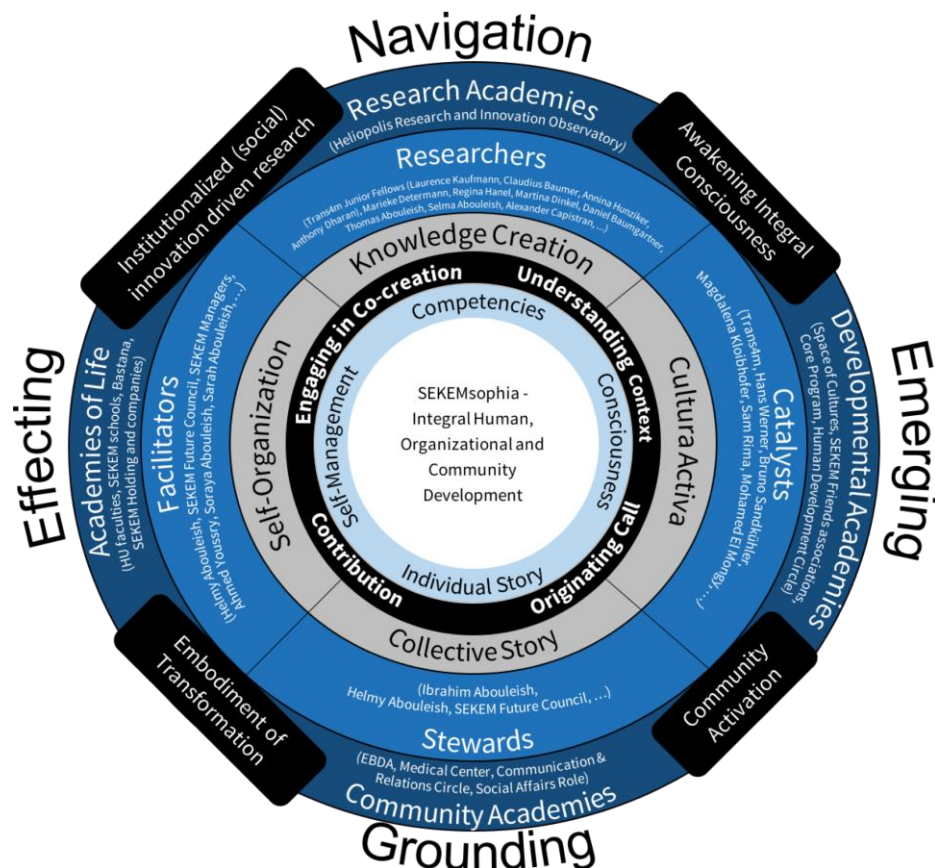 Navigation
Research Academies
(Heliopolis Research and Innovation Observatory)
Researchers
(Trans4m Junior Fellows (Laurence Kaufmann, Claudius Baumer, Annina Hunziker,
Anthony Dharan), Marieke Determann, Regina Hanel, Martina Dinkel, Daniel Baumgartner,
Thomas Abouleish, Selma Abouleish, Alexander Capistran, ...)
Knowledge Creation
Institutionalized (social)
innovation driven research
Awakening Integral
Consciousness
Engaging in Co-creation
Understanding Context
Competencies
Effecting
Academies of Life
(HU faculties, SEKEM schools, Bastana,
SEKEM Holding and companies)
Facilitators
(Helmy Abouleish, SEKEM Future Council, SEKEM Managers,
Ahmed Youssry, Soraya Abouleish, Sarah Abouleish, ...)
Self-Organization
Self-Management
SEKEMsophia -
Integral Human,
Organizational and
Community
Development
Consciousness
Cultura Activa
Catalysts
(Trans4m, Hans Werner, Bruno Sandkühler,
Magdalena Kloibhofer, Sam Rima, Mohamed El Mongy, ...)
Developmental Academies
(Space of Cultures, SEKEM Friends associations,
Core Program, Human Development Circle)
Emerging
Individual Story
Contribution
Originating Call
Collective Story
Embodiment of
Transformation
Community
Activation
(Ibrahim Abouleish,
Helmy Abouleish, SEKEM Future Council, ...)
Stewards
(EBDA, Medical Center, Communication &
Relations Circle, Social Affairs Role)
Community Academies
Grounding